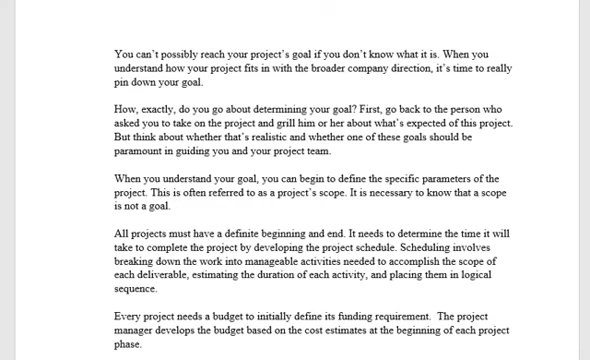 You can't possibly reach your project's goal if you don't know what it is. When you
understand how your project fits in with the broader company direction, it's time to really
pin down your goal.
How, exactly, do you go about determining your goal? First, go back to the person who
asked you to take on the project and grill him or her about what's expected of this project.
But think about whether that's realistic and whether one of these goals should be
paramount in guiding you and your project team.
When you understand your goal, you can begin to define the specific parameters of the
project. This is often referred to as a project's scope. It is necessary to know that a scope
is not a goal.
All projects must have a definite beginning and end. It needs to determine the time it will
take to complete the project by developing the project schedule. Scheduling involves
breaking down the work into manageable activities needed to accomplish the scope of
each deliverable, estimating the duration of each activity, and placing them in logical
sequence.
Every project needs a budget to initially define its funding requirement.  The project
manager develops the budget based on the cost estimates at the beginning of each project
phase.